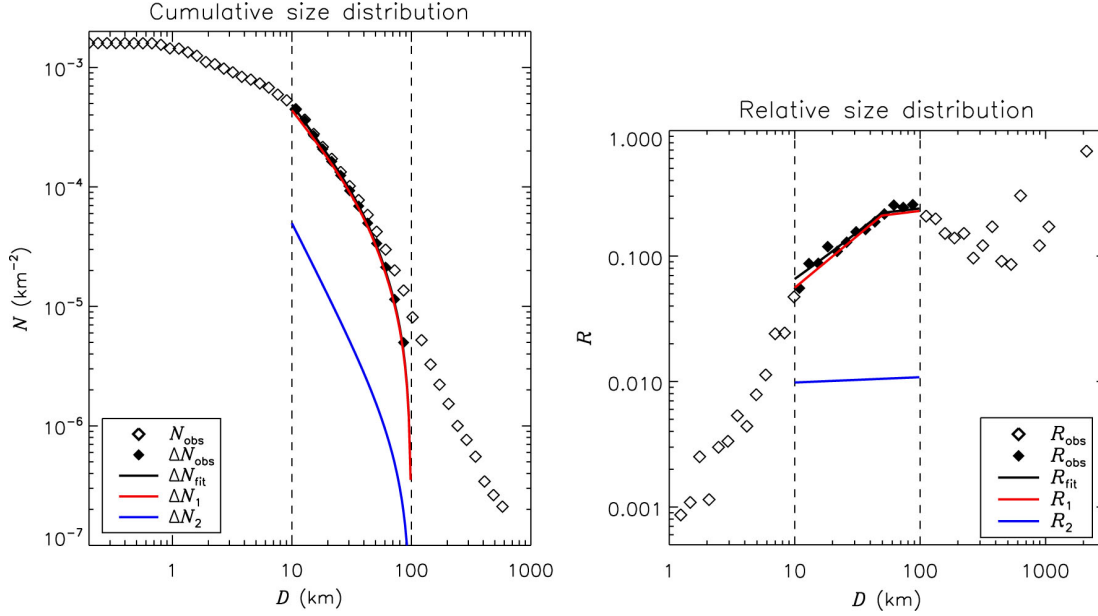 Cumulative size distribution
N (km⁻²)
10⁻³
10⁻⁴
10⁻⁵
10⁻⁶
10⁻⁷
N_obs
ΔN_obs
ΔN_fit
ΔN_1
ΔN_2
1 10 100 1000
D (km)
Relative size distribution
R
1.000
0.100
0.010
0.001
R_obs
R_obs
R_fit
R_1
R_2
1 10 100 1000
D (km)